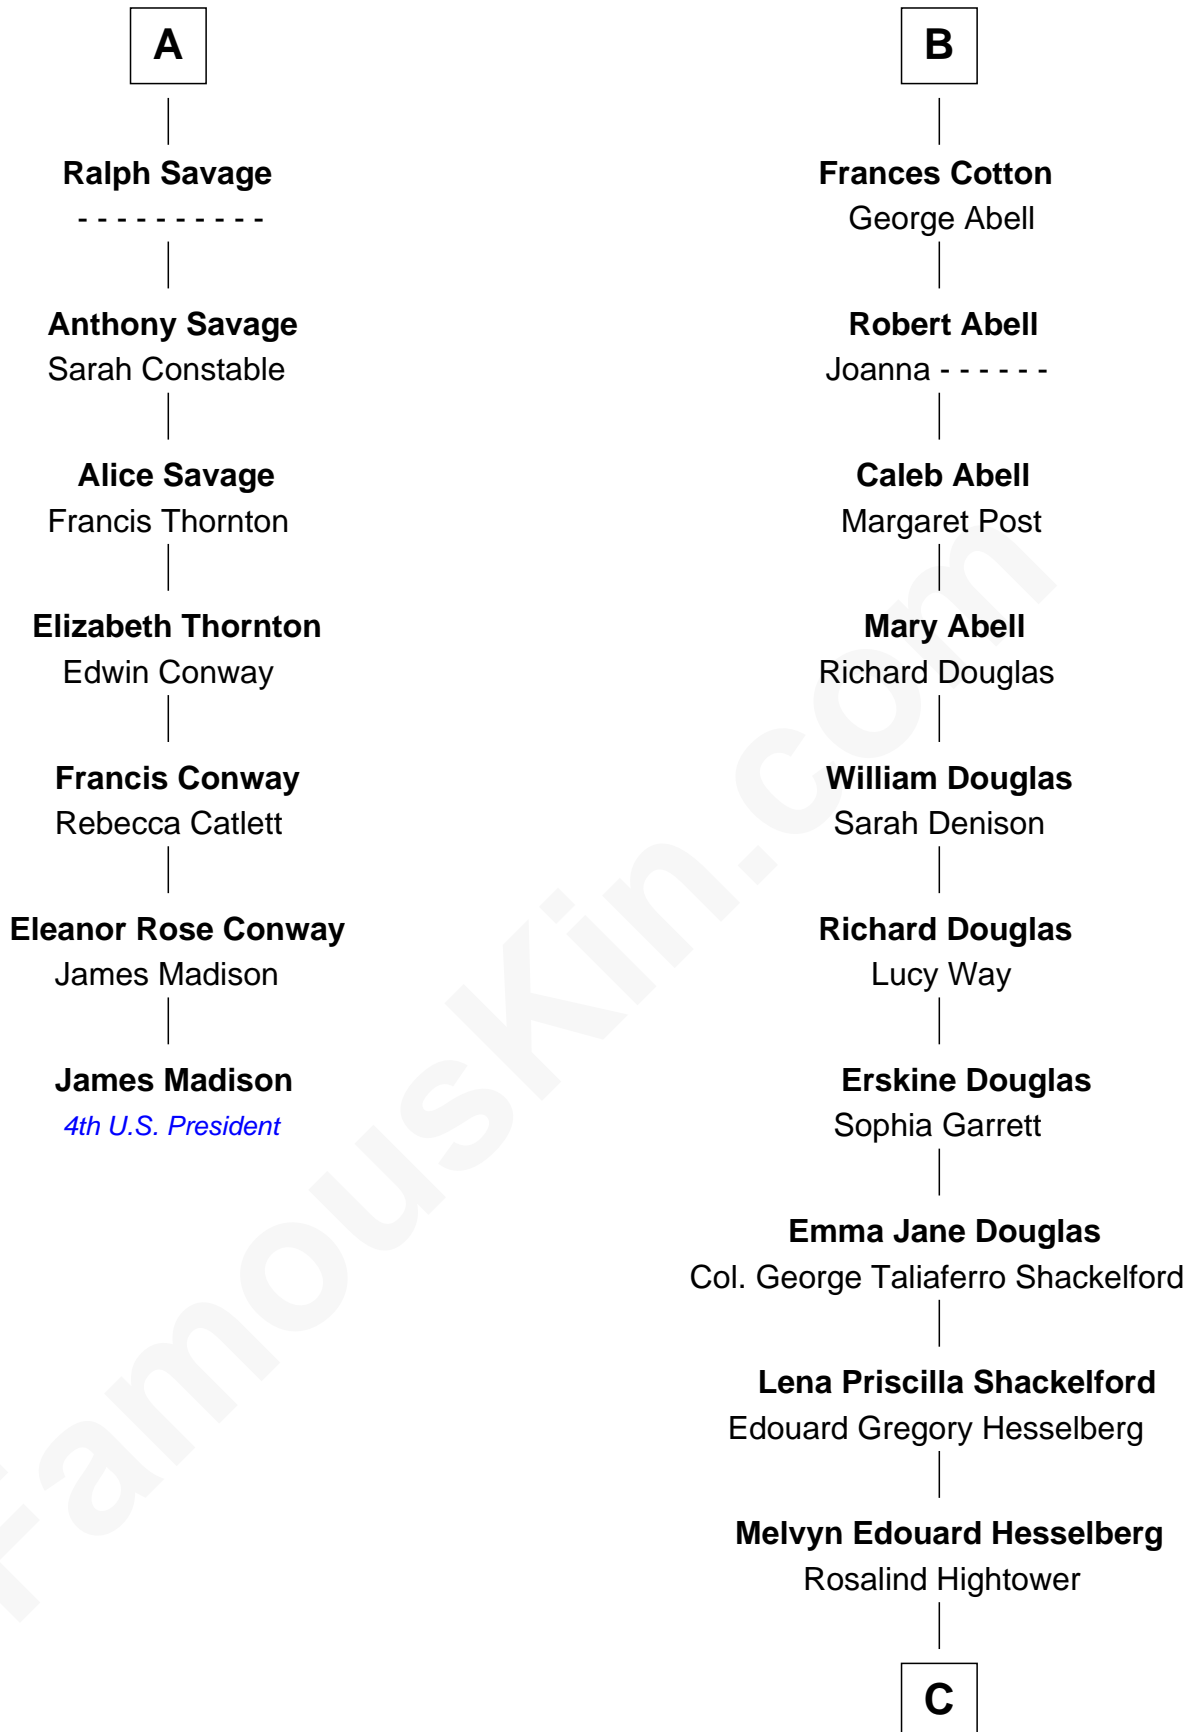 A
Ralph Savage
- - - - - - - - - -
Anthony Savage
Sarah Constable
Alice Savage
Francis Thornton
Elizabeth Thornton
Edwin Conway
Francis Conway
Rebecca Catlett
Eleanor Rose Conway
James Madison
James Madison
4th U.S. President
B
Frances Cotton
George Abell
Robert Abell
Joanna - - - - - -
Caleb Abell
Margaret Post
Mary Abell
Richard Douglas
William Douglas
Sarah Denison
Richard Douglas
Lucy Way
Erskine Douglas
Sophia Garrett
Emma Jane Douglas
Col. George Taliaferro Shackelford
Lena Priscilla Shackelford
Edouard Gregory Hesselberg
Melvyn Edouard Hesselberg
Rosalind Hightower
C
FamousKin.com